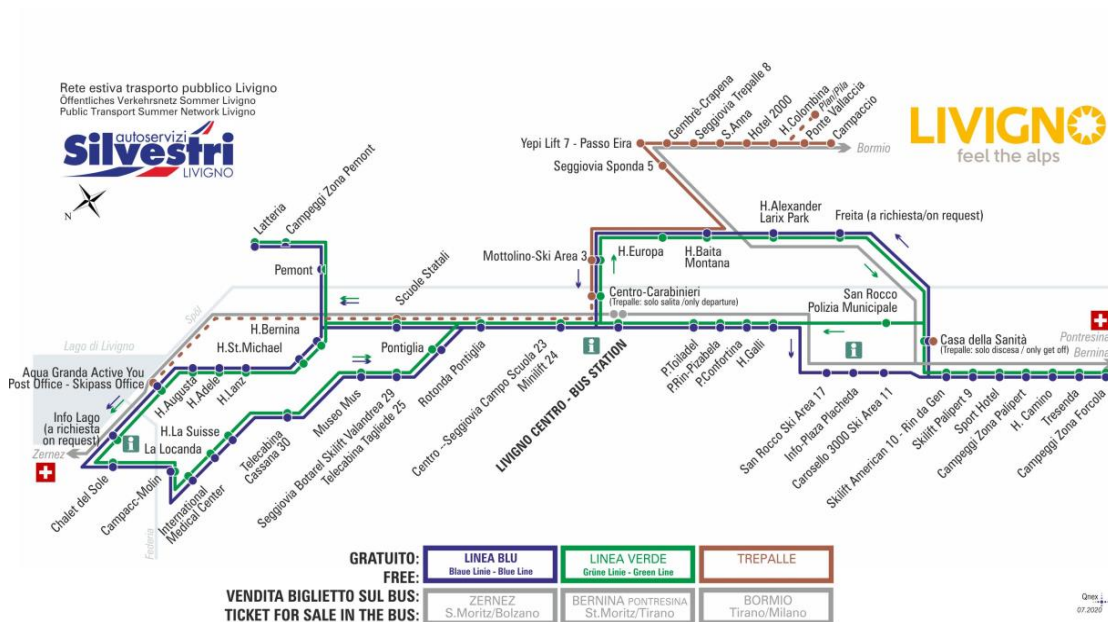 Rete estiva trasporto pubblico Livigno
Öffentliches Verkehrsnetz Sommer Livigno
Public Transport Summer Network Livigno
autoservizi
Silvestri
LIVIGNO
N
LIVIGNO
feel the alps
Gembrè-Crapena
Seggiovia Trepalle 8
S.Anna
Hotel 2000
H.Colombina
Plan/Pila
Ponte Vallaccia
Campaccio
Yepi Lift 7 - Passo Eira
Bormio
Seggiovia Sponda 5
Latteria
Campeggi Zona Pemont
Pemont
Scuole Statali
Mottolino-Ski Area 3
H.Europa
H.Baita
Montana
H.Alexander
Larix Park
Freita (a richiesta/on request)
Centro-Carabinieri
(Trepalle: solo salita /only departure)
San Rocco
Polizia Municipale
Casa della Sanità
(Trepalle: solo discesa / only get off)
Pontresina
Bernina
Spöl
Lago di Livigno
H.Bernina
H.St.Michael
Aqua Granda Active You
Post Office - Skipass Office
H.Augusta
H.Adele
H.Lanz
Pontiglia
Info Lago
(a richiesta
on request)
Zernez
i
H.La Suisse
La Locanda
Chalet del Sole
Campacc-Molin
Federia
International
Medical Center
Telecabina
Cassana 30
Museo Mus
Seggiovia Botarel Skilift Valandrea 29
Telecabina Tagliede 25
Rotonda Pontiglia
Centro -Seggiovia Campo Scuola 23
Minilift 24
i
LIVIGNO CENTRO - BUS STATION
P.Toiladel
P.Rin-Pizabela
P.Confortina
H.Galli
i
San Rocco Ski Area 17
Info-Plaza Placheda
Carosello 3000 Ski Area 11
Skilift American 10 - Rin da Gen
Skilift Palipert 9
Sport Hotel
Campeggi Zona Palipert
H. Camino
Tresenda
Campeggi Zona Forcola
GRATUITO:
FREE:
LINEA BLU
Blaue Linie - Blue Line
LINEA VERDE
Grüne Linie - Green Line
TREPALLE
VENDITA BIGLIETTO SUL BUS:
TICKET FOR SALE IN THE BUS:
ZERNEZ
S.Moritz/Bolzano
BERNINA PONTRESINA
St.Moritz/Tirano
BORMIO
Tirano/Milano
Qnex
07.2020